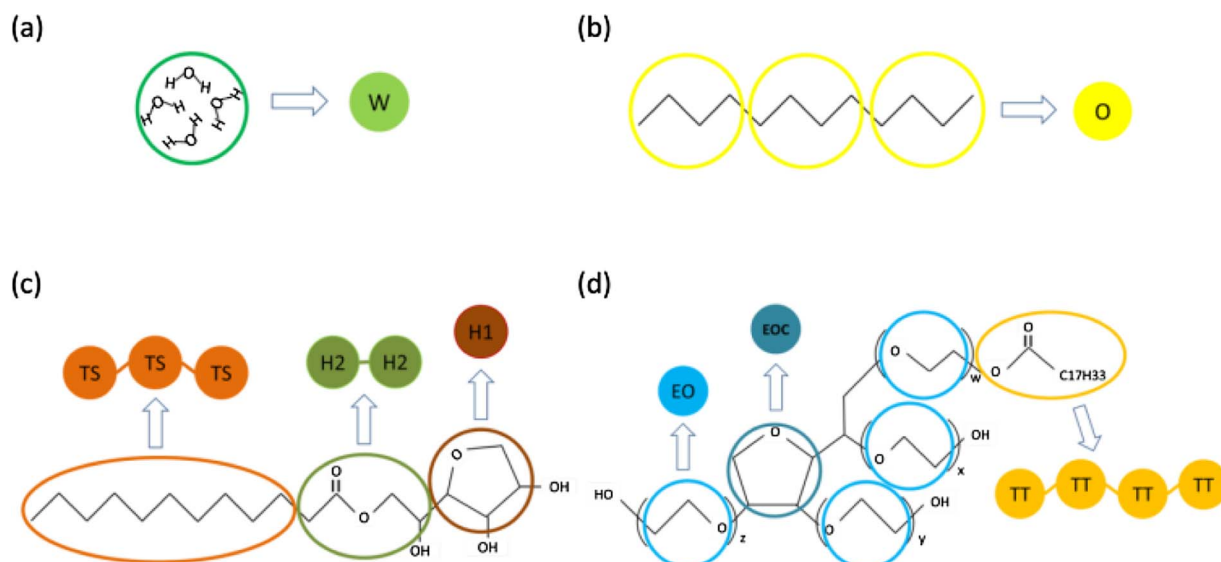 (a)
H O H
H O H
H O H
H O H
W
(b)
O
(c)
TS TS TS
H2 H2
H1
O
O
O
OH
OH
OH
(d)
EOC
EO
O
w
O
O
C17H33
O
O
OH
x
HO
O
z
O
OH
y
TT TT TT TT